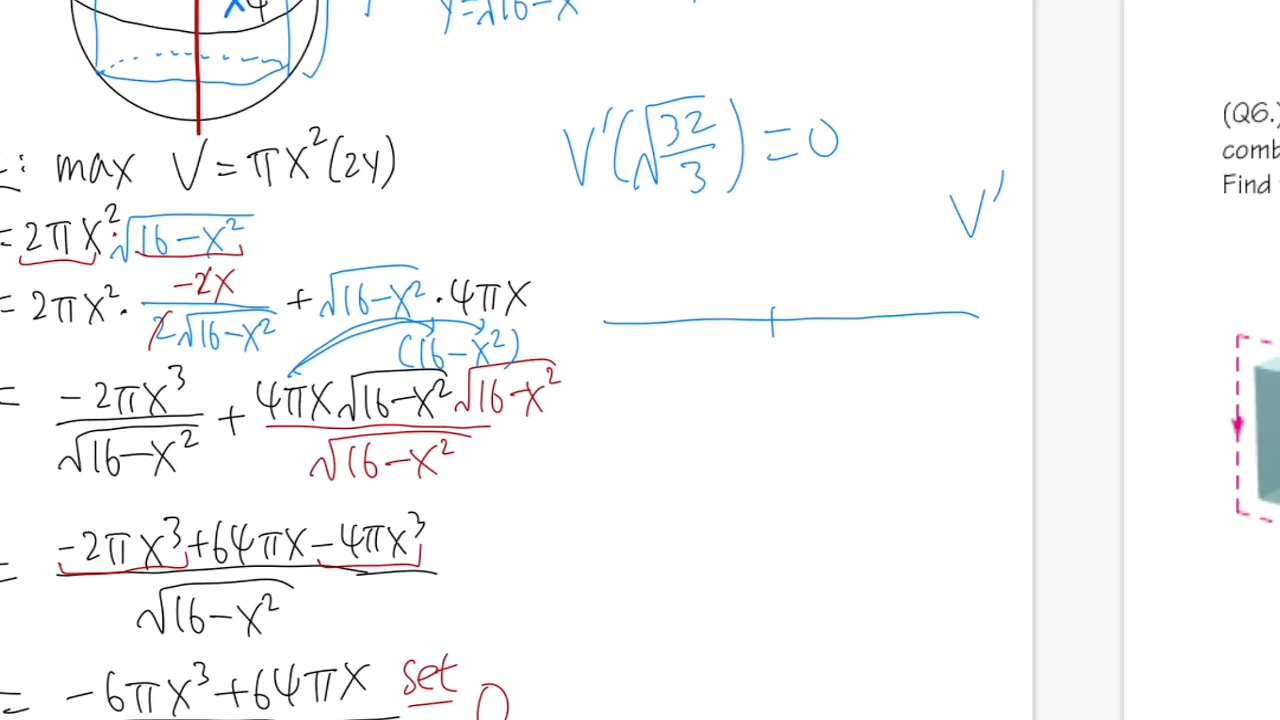 y=√16-x
: max V = πx²(2y)
= 2πx²·√16-x²
= 2πx²· -2x/2√16-x² + √16-x² · 4πx
(16-x²)
= -2πx³/√16-x² + 4πx√16-x² √16-x²/√16-x²
= -2πx³+64πx-4πx³/√16-x²
= -6πx³+64πx set 0
V'(√32/3) = 0
V'
(Q6.)
comb
Find